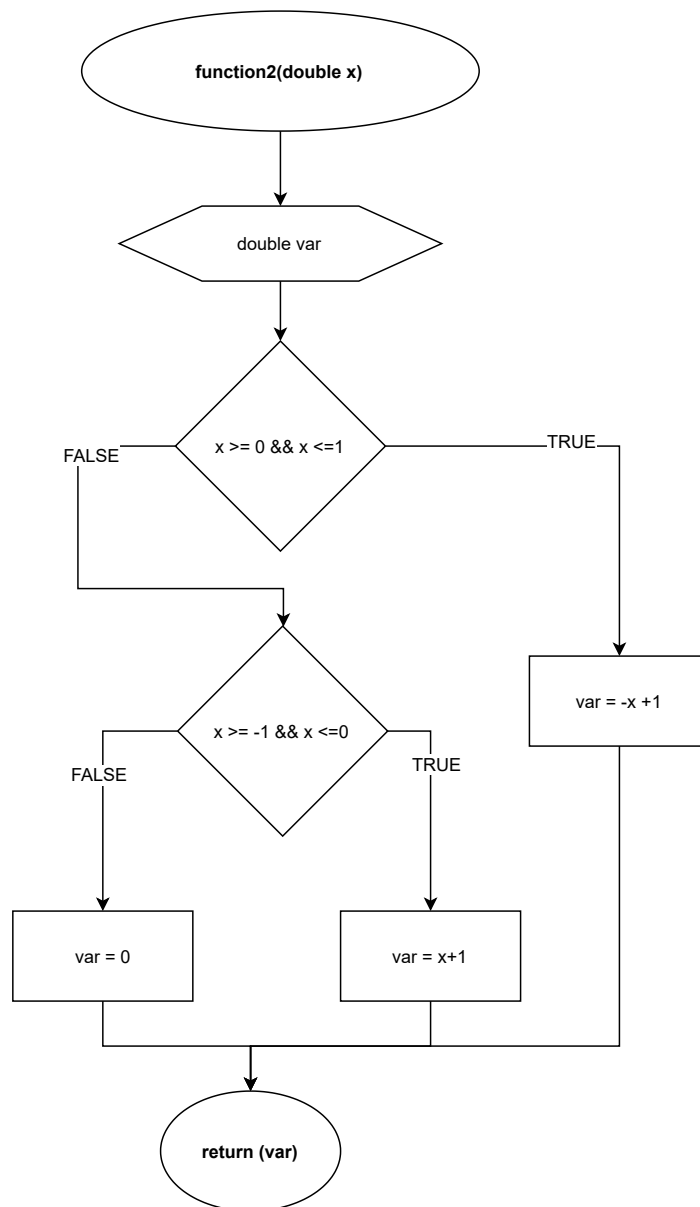 function2(double x)
double var
x >= 0 && x <=1
TRUE
FALSE
var = -x +1
x >= -1 && x <=0
FALSE
TRUE
var = 0
var = x+1
return (var)